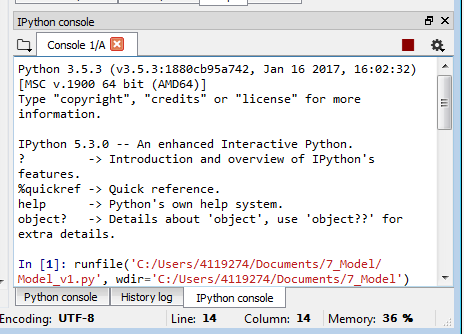 IPython console
Console 1/A
Python 3.5.3 (v3.5.3:1880cb95a742, Jan 16 2017, 16:02:32)
[MSC v.1900 64 bit (AMD64)]
Type "copyright", "credits" or "license" for more
information.
IPython 5.3.0 -- An enhanced Interactive Python.
? -> Introduction and overview of IPython's
features.
%quickref -> Quick reference.
help -> Python's own help system.
object? -> Details about 'object', use 'object??' for
extra details.
In [1]: runfile('C:/Users/4119274/Documents/7_Model/
Model_v1.py', wdir='C:/Users/4119274/Documents/7_Model')
Python console History log IPython console
Encoding: UTF-8 Line: 14 Column: 14 Memory: 36 %